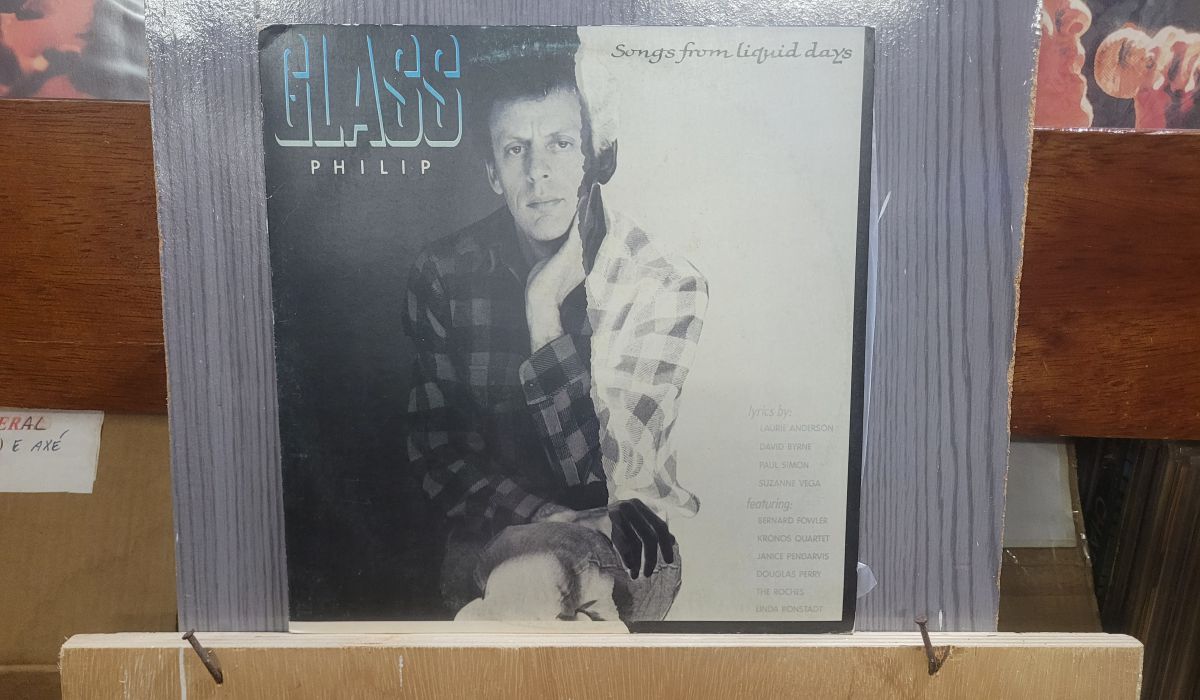 GLASS
PHILIP
Songs from liquid days
lyrics by:
LAURIE ANDERSON
DAVID BYRNE
PAUL SIMON
SUZANNE VEGA
featuring:
BERNARD FOWLER
KRONOS QUARTET
JANICE PENDARVIS
DOUGLAS PERRY
THE ROCHES
LINDA RONSTADT
ERAL
) E AXÉ